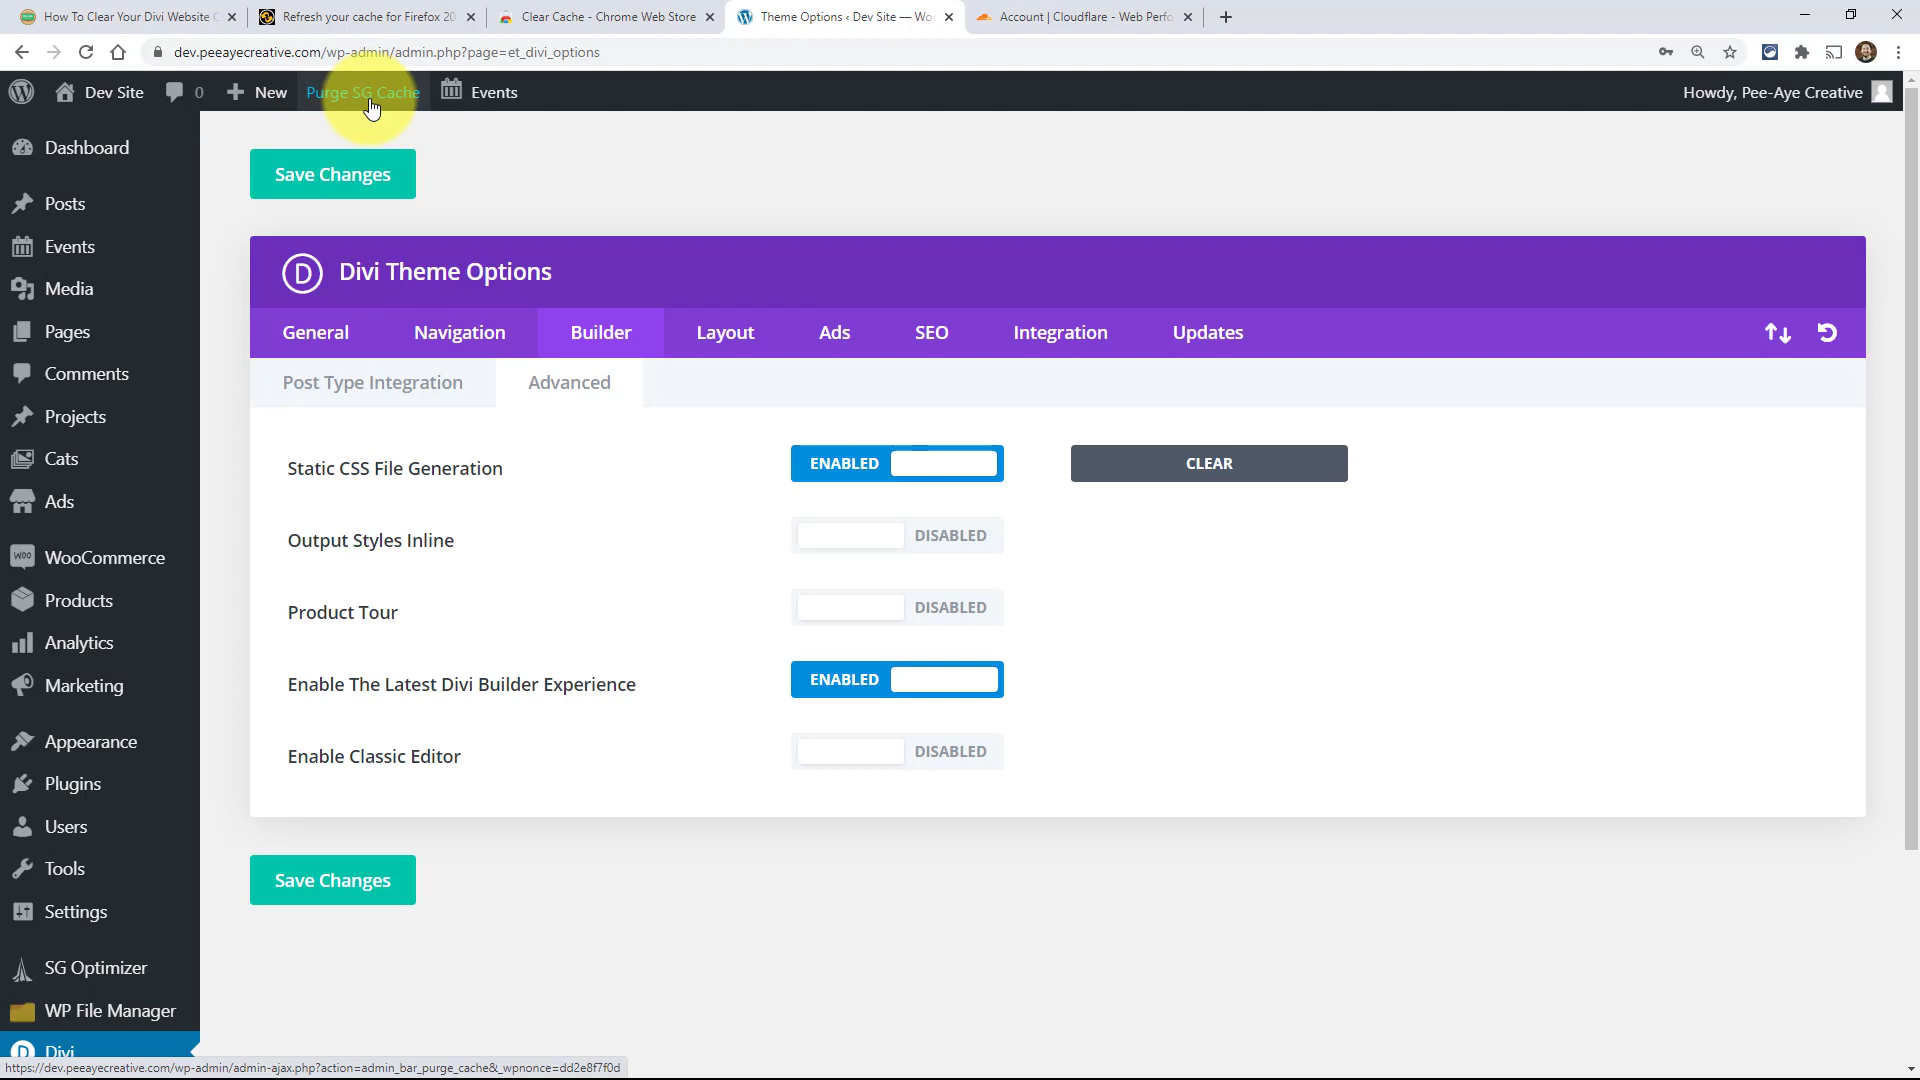 How To Clear Your Divi Website C
Refresh your cache for Firefox 20
Clear Cache - Chrome Web Store
Theme Options ‹ Dev Site — Wo
Account | Cloudflare - Web Perfo
dev.peeayecreative.com/wp-admin/admin.php?page=et_divi_options
Dev Site
0
New
Purge SG Cache
Events
Howdy, Pee-Aye Creative
Dashboard
Posts
Events
Media
Pages
Comments
Projects
Cats
Ads
WOO
WooCommerce
Products
Analytics
Marketing
Appearance
Plugins
Users
Tools
Settings
SG Optimizer
WP File Manager
D
Divi
Save Changes
D
Divi Theme Options
General
Navigation
Builder
Layout
Ads
SEO
Integration
Updates
Post Type Integration
Advanced
Static CSS File Generation
ENABLED
CLEAR
Output Styles Inline
DISABLED
Product Tour
DISABLED
Enable The Latest Divi Builder Experience
ENABLED
Enable Classic Editor
DISABLED
Save Changes
https://dev.peeayecreative.com/wp-admin/admin-ajax.php?action=admin_bar_purge_cache&_wpnonce=dd2e8f7f0d